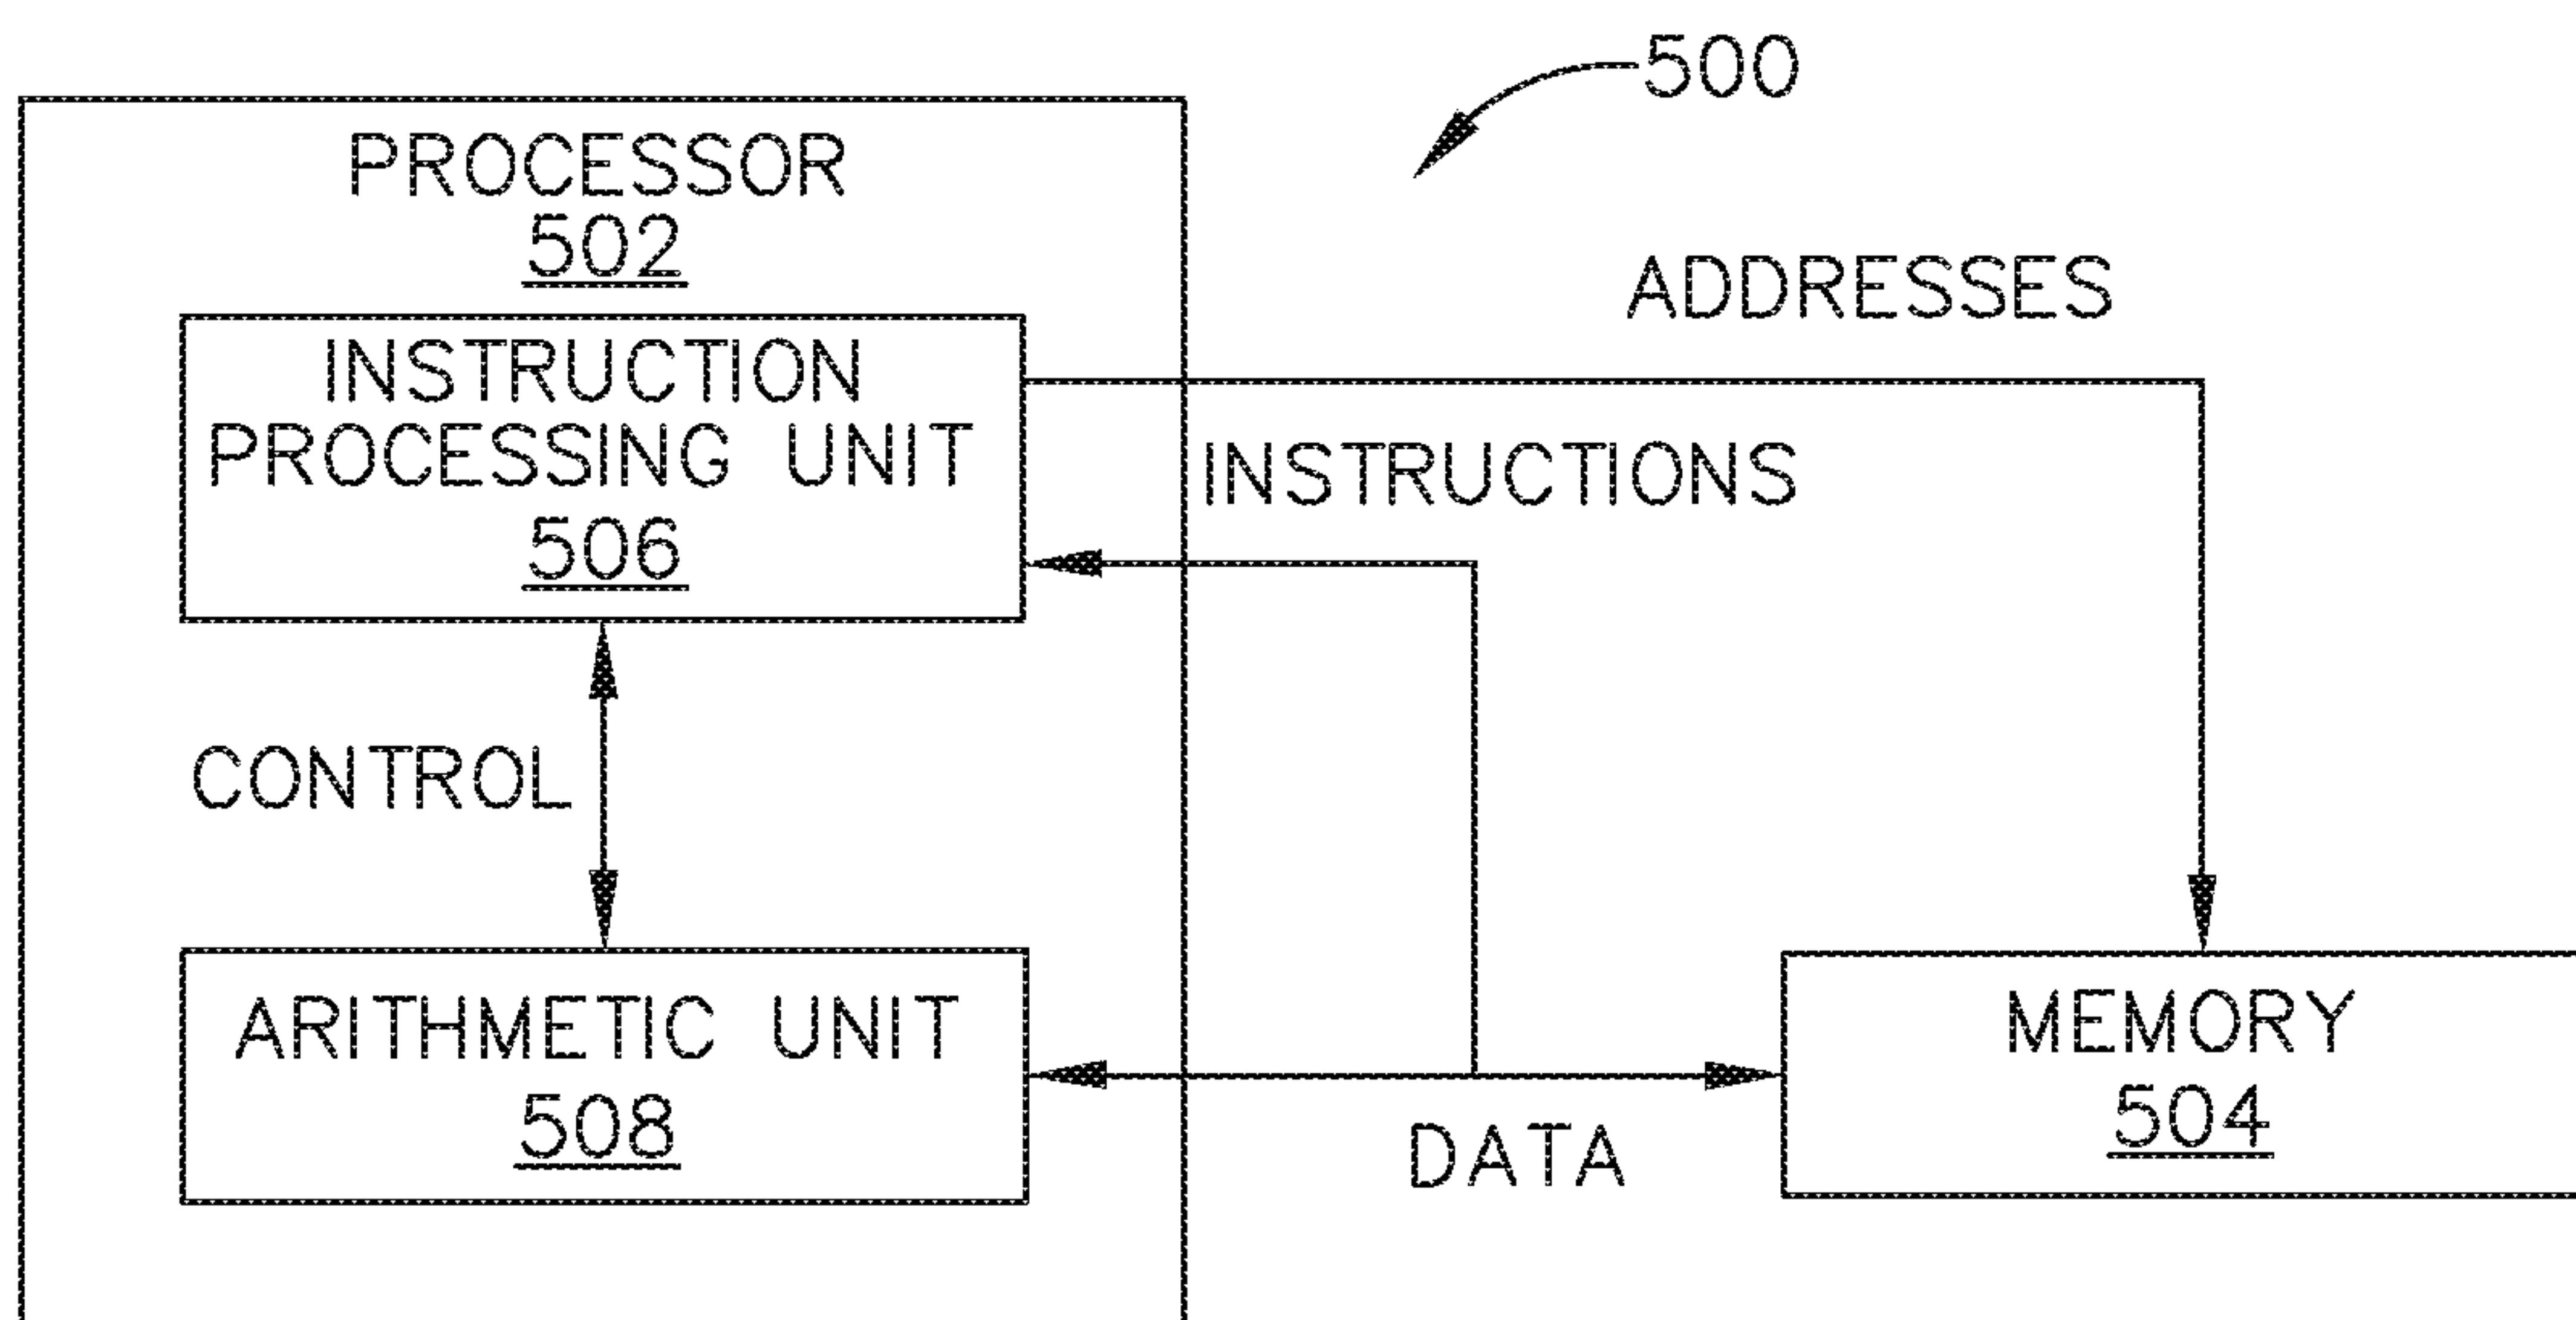 500
PROCESSOR
502
ADDRESSES
INSTRUCTION
PROCESSING UNIT
506
INSTRUCTIONS
CONTROL
ARITHMETIC UNIT
508
MEMORY
504
DATA